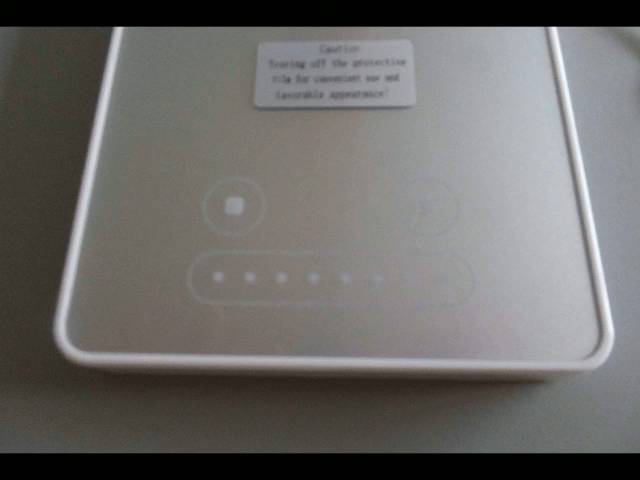 Caution
Tearing off the protective
film for convenient use and
favorable appearance!